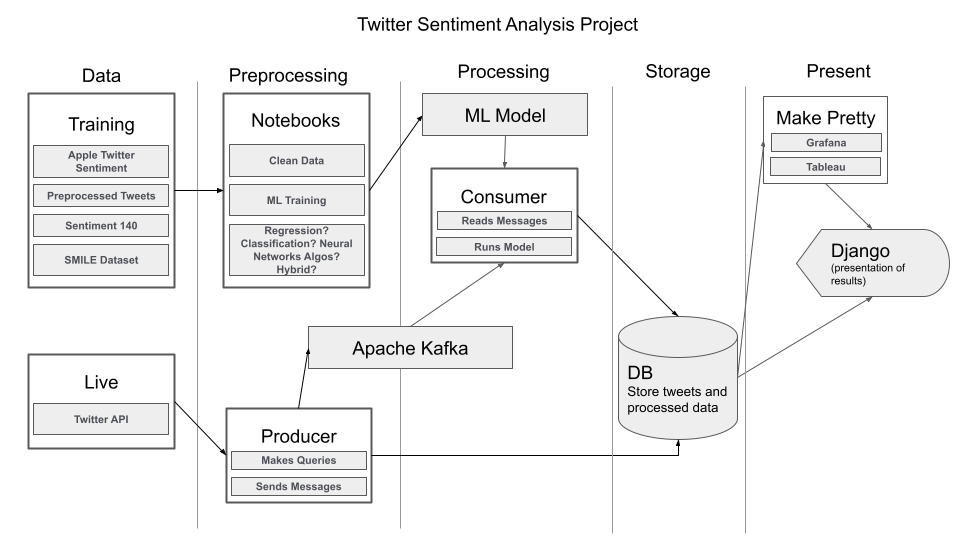 Twitter Sentiment Analysis Project
Data
Preprocessing
Processing
Storage
Present
Training
Apple Twitter
Sentiment
Preprocessed Tweets
Sentiment 140
SMILE Dataset
Live
Twitter API
Notebooks
Clean Data
ML Training
Regression?
Classification? Neural
Networks Algos?
Hybrid?
Apache Kafka
Producer
Makes Queries
Sends Messages
ML Model
Consumer
Reads Messages
Runs Model
DB
Store tweets and
processed data
Make Pretty
Grafana
Tableau
Django
(presentation of
results)